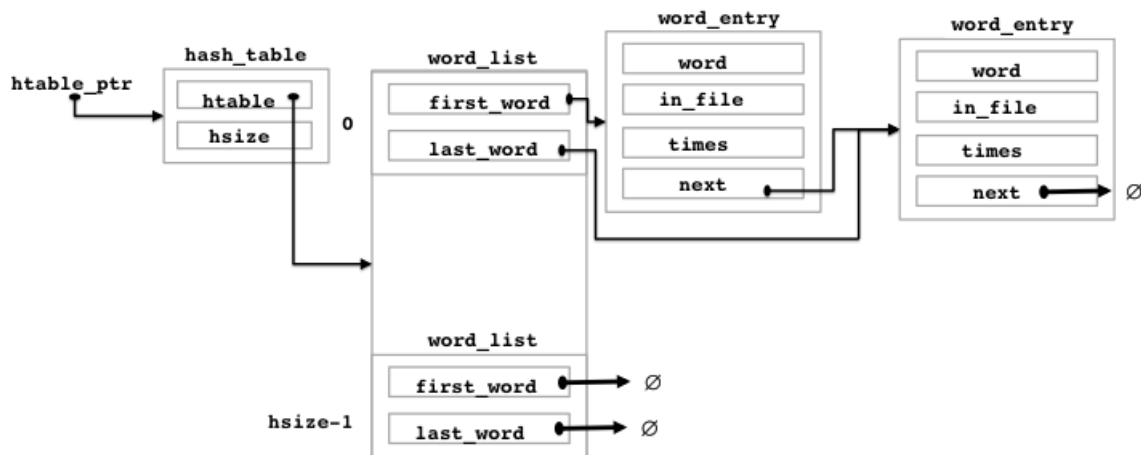 htable_ptr
hash_table
htable
hsize
0
word_list
first_word
last_word
word_entry
word
in_file
times
next
word_entry
word
in_file
times
next
∅
word_list
hsize-1
first_word
∅
last_word
∅